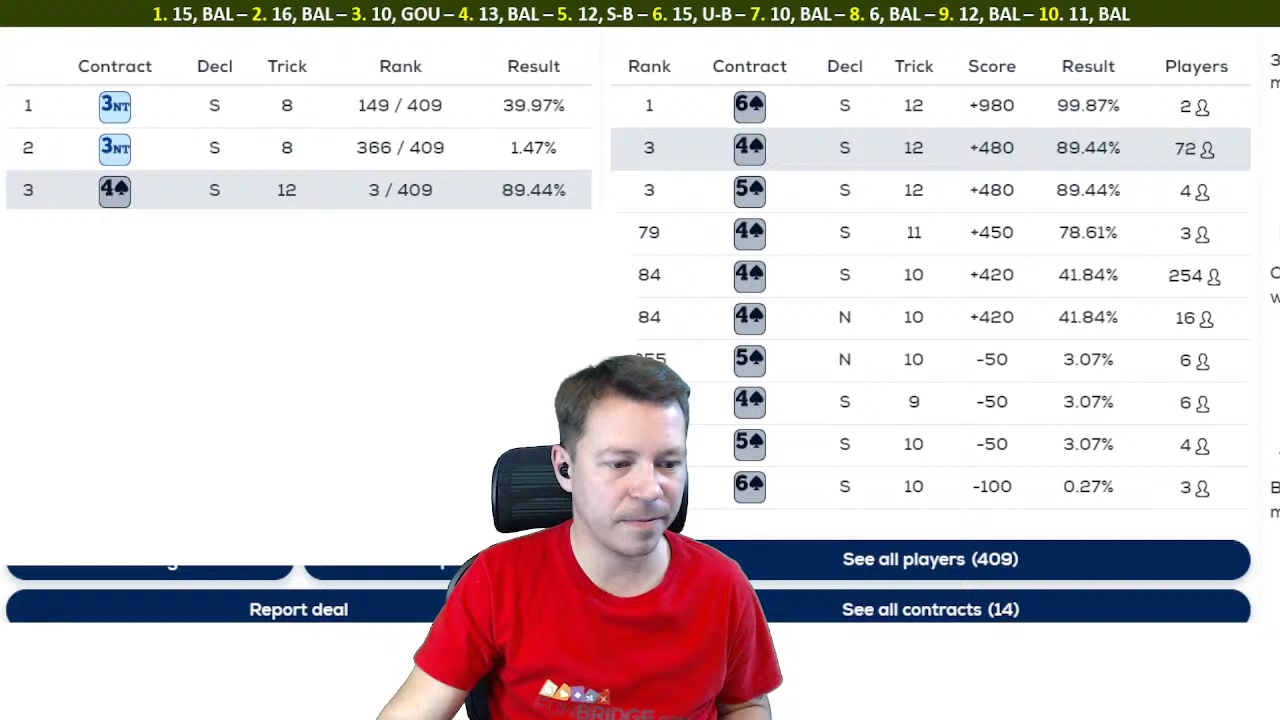 1. 15, BAL – 2. 16, BAL – 3. 10, GOU – 4. 13, BAL – 5. 12, S-B – 6. 15, U-B – 7. 10, BAL – 8. 6, BAL – 9. 12, BAL – 10. 11, BAL
Contract Decl Trick Rank Result
1 3NT S 8 149 / 409 39.97%
2 3NT S 8 366 / 409 1.47%
3 4♠ S 12 3 / 409 89.44%
Rank Contract Decl Trick Score Result Players
1 6♠ S 12 +980 99.87% 2
3 4♠ S 12 +480 89.44% 72
3 5♠ S 12 +480 89.44% 4
79 4♠ S 11 +450 78.61% 3
84 4♠ S 10 +420 41.84% 254
84 4♠ N 10 +420 41.84% 16
5♠ N 10 -50 3.07% 6
4♠ S 9 -50 3.07% 6
5♠ S 10 -50 3.07% 4
6♠ S 10 -100 0.27% 3
See all players (409)
Report deal
See all contracts (14)